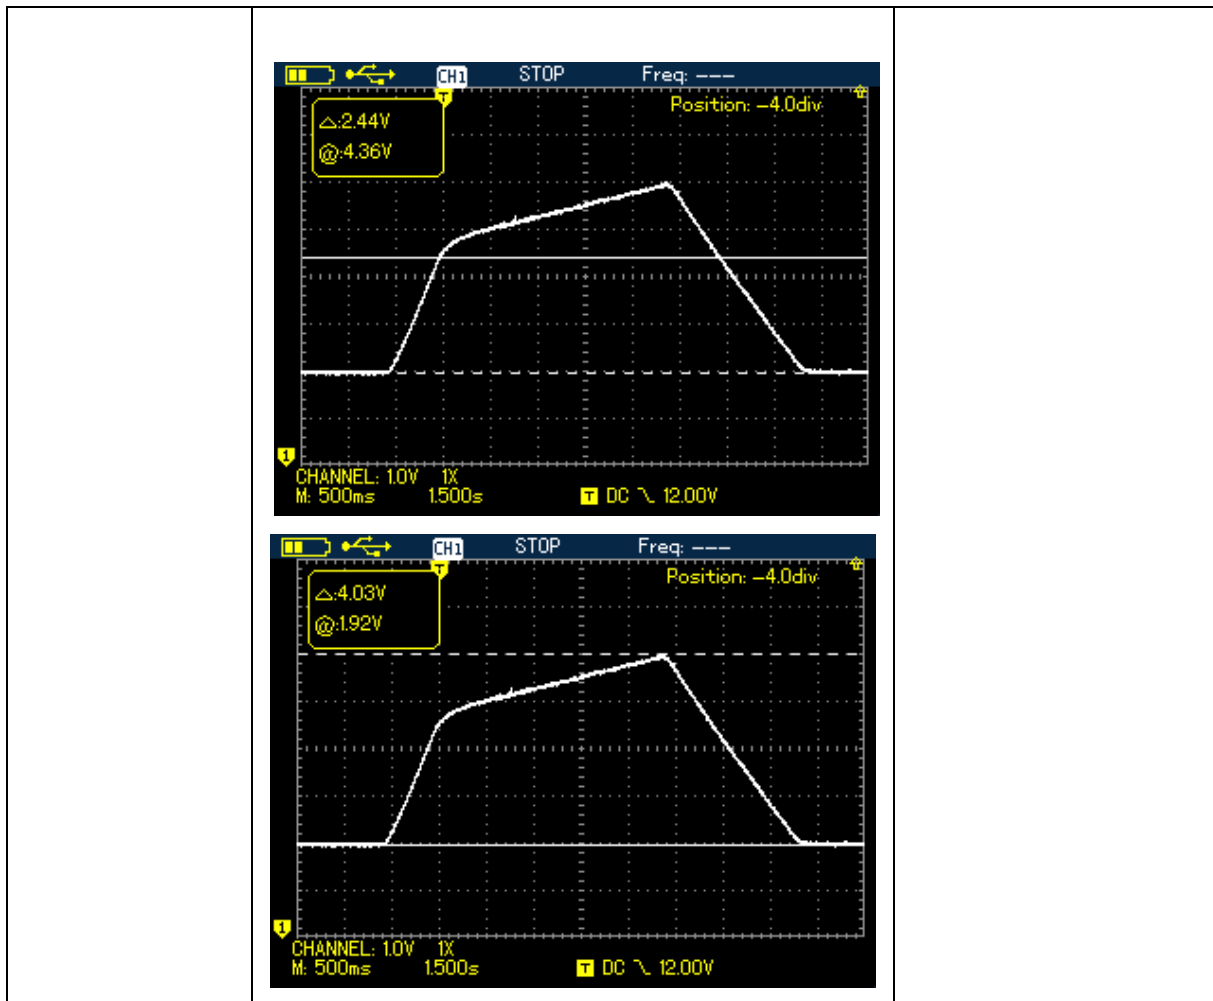 CH1 STOP Freq: ---
T
Position: -4.0div
△:2.44V
@:4.36V
1
CHANNEL: 1.0V 1X
M: 500ms 1.500s T DC 12.00V
CH1 STOP Freq: ---
T
Position: -4.0div
△:4.03V
@:1.92V
1
CHANNEL: 1.0V 1X
M: 500ms 1.500s T DC 12.00V